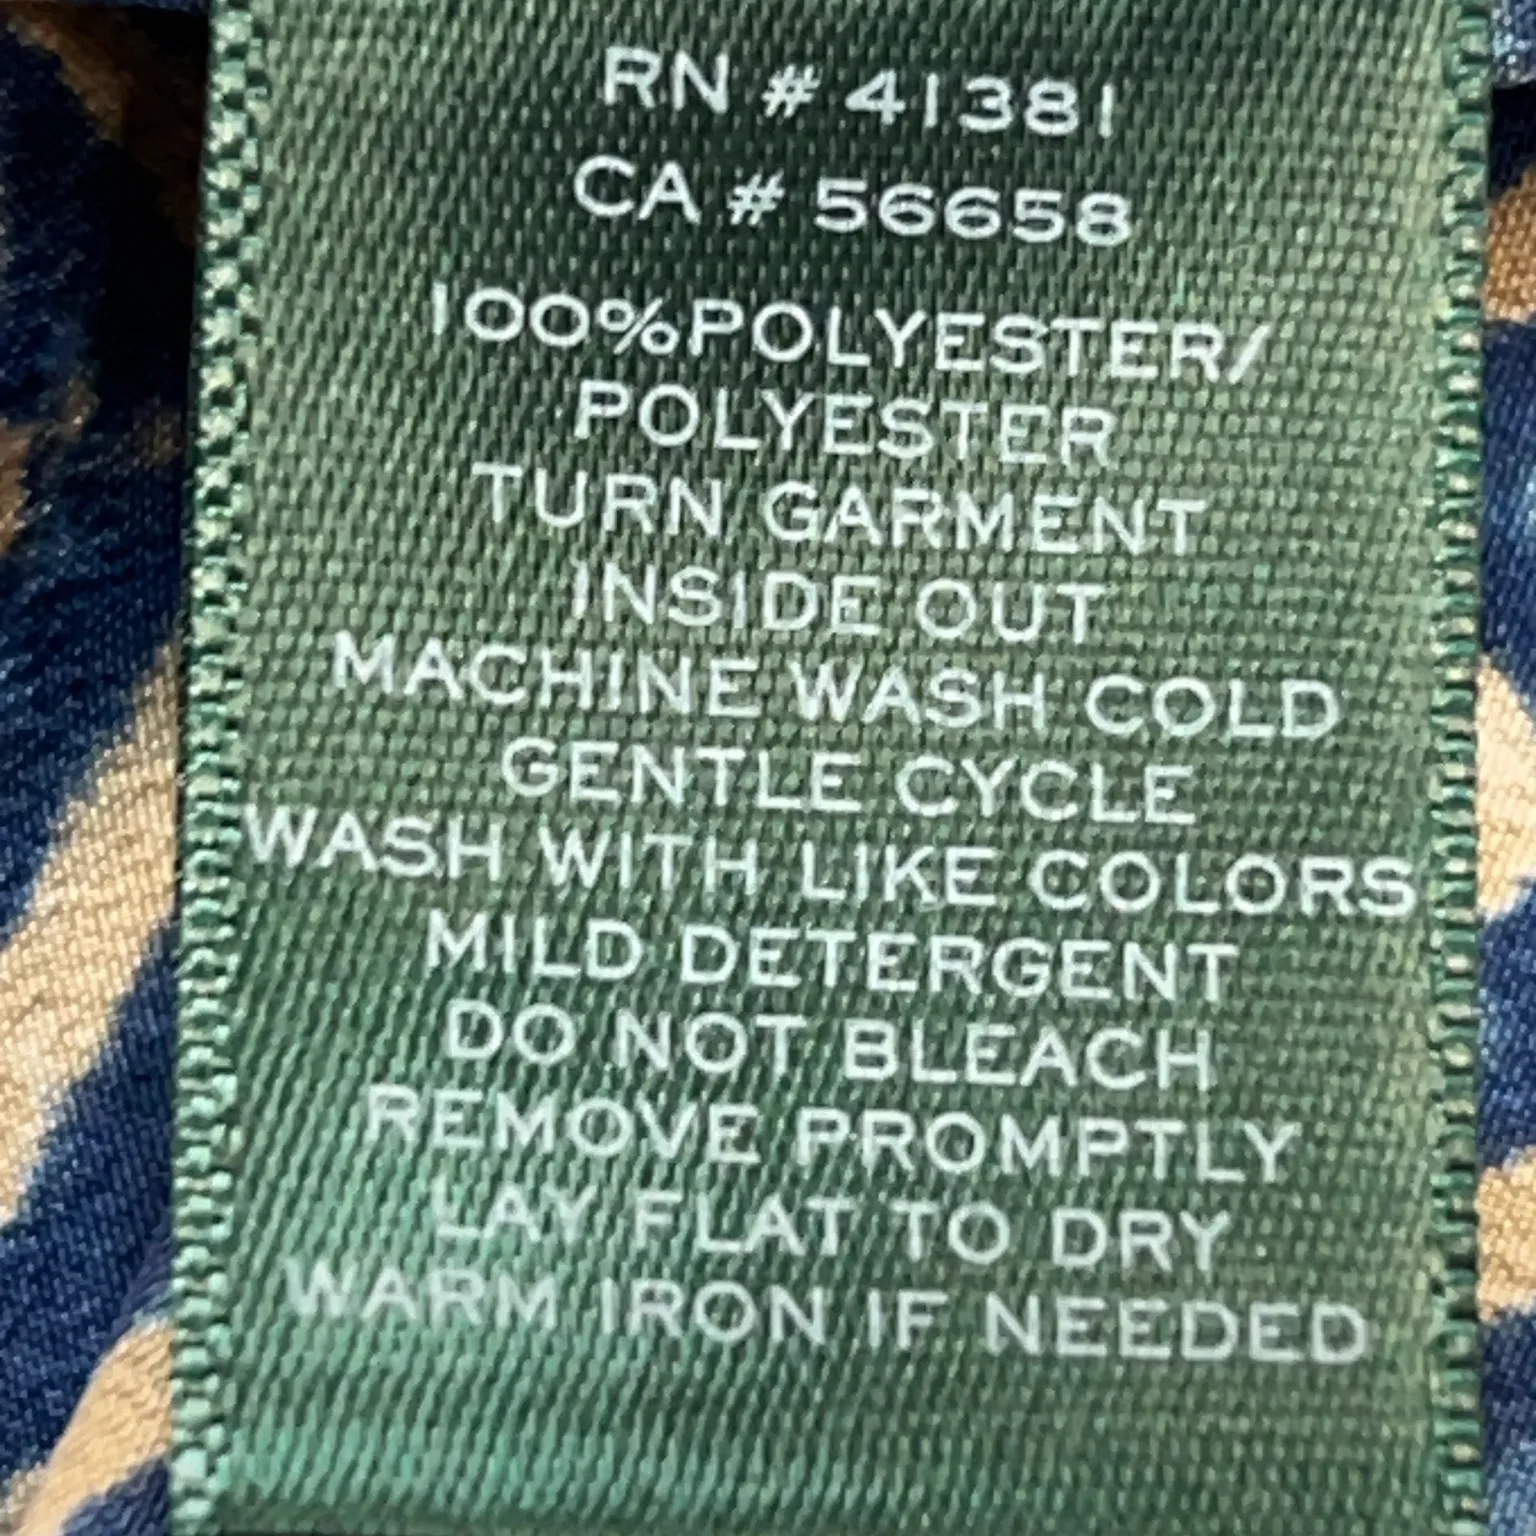 RN # 41381
CA # 56658
100%POLYESTER/
POLYESTER
TURN GARMENT
INSIDE OUT
MACHINE WASH COLD
GENTLE CYCLE
WASH WITH LIKE COLORS
MILD DETERGENT
DO NOT BLEACH
REMOVE PROMPTLY
LAY FLAT TO DRY
WARM IRON IF NEEDED